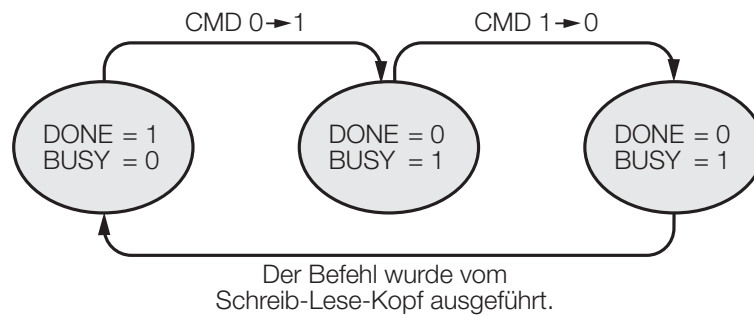 CMD 0→1
CMD 1→0
DONE = 1
BUSY = 0
DONE = 0
BUSY = 1
DONE = 0
BUSY = 1
Der Befehl wurde vom
Schreib-Lese-Kopf ausgeführt.